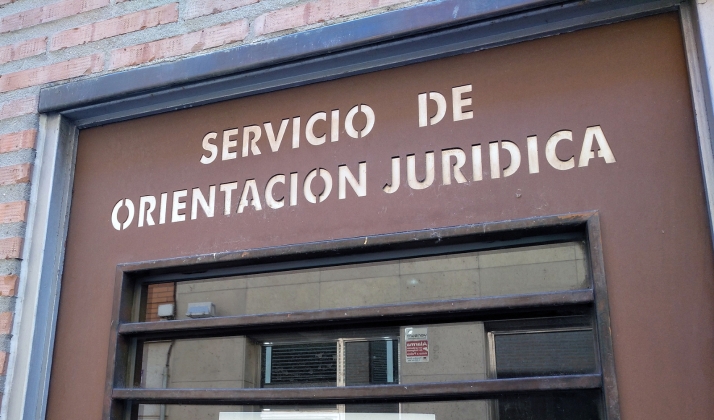 SERVICIO DE
ORIENTACION JURIDICA